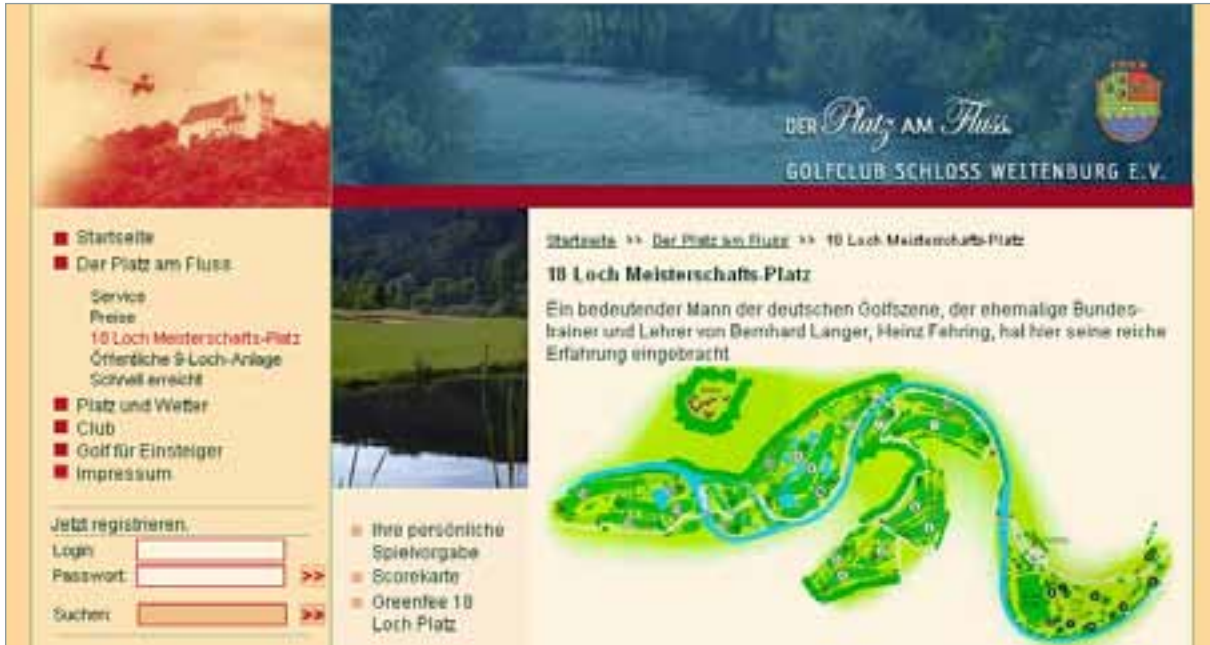 DER Platz AM Fluss
GOLFCLUB SCHLOSS WEITENBURG E.V.
Startseite
Der Platz am Fluss
Service
Preise
18 Loch Meisterschafts-Platz
Öffentliche 9-Loch-Anlage
Schnell erreicht
Platz und Wetter
Club
Golf für Einsteiger
Impressum
Jetzt registrieren.
Login
Passwort:
>>
Suchen:
>>
Ihre persönliche
Spielvorgabe
Scorekarte
Greenfee 18
Loch Platz
Startseite >> Der Platz am Fluss >> 18 Loch Meisterschafts-Platz
18 Loch Meisterschafts-Platz
Ein bedeutender Mann der deutschen Golfszene, der ehemalige Bundes-
trainer und Lehrer von Bernhard Langer, Heinz Fehring, hat hier seine reiche
Erfahrung eingebracht